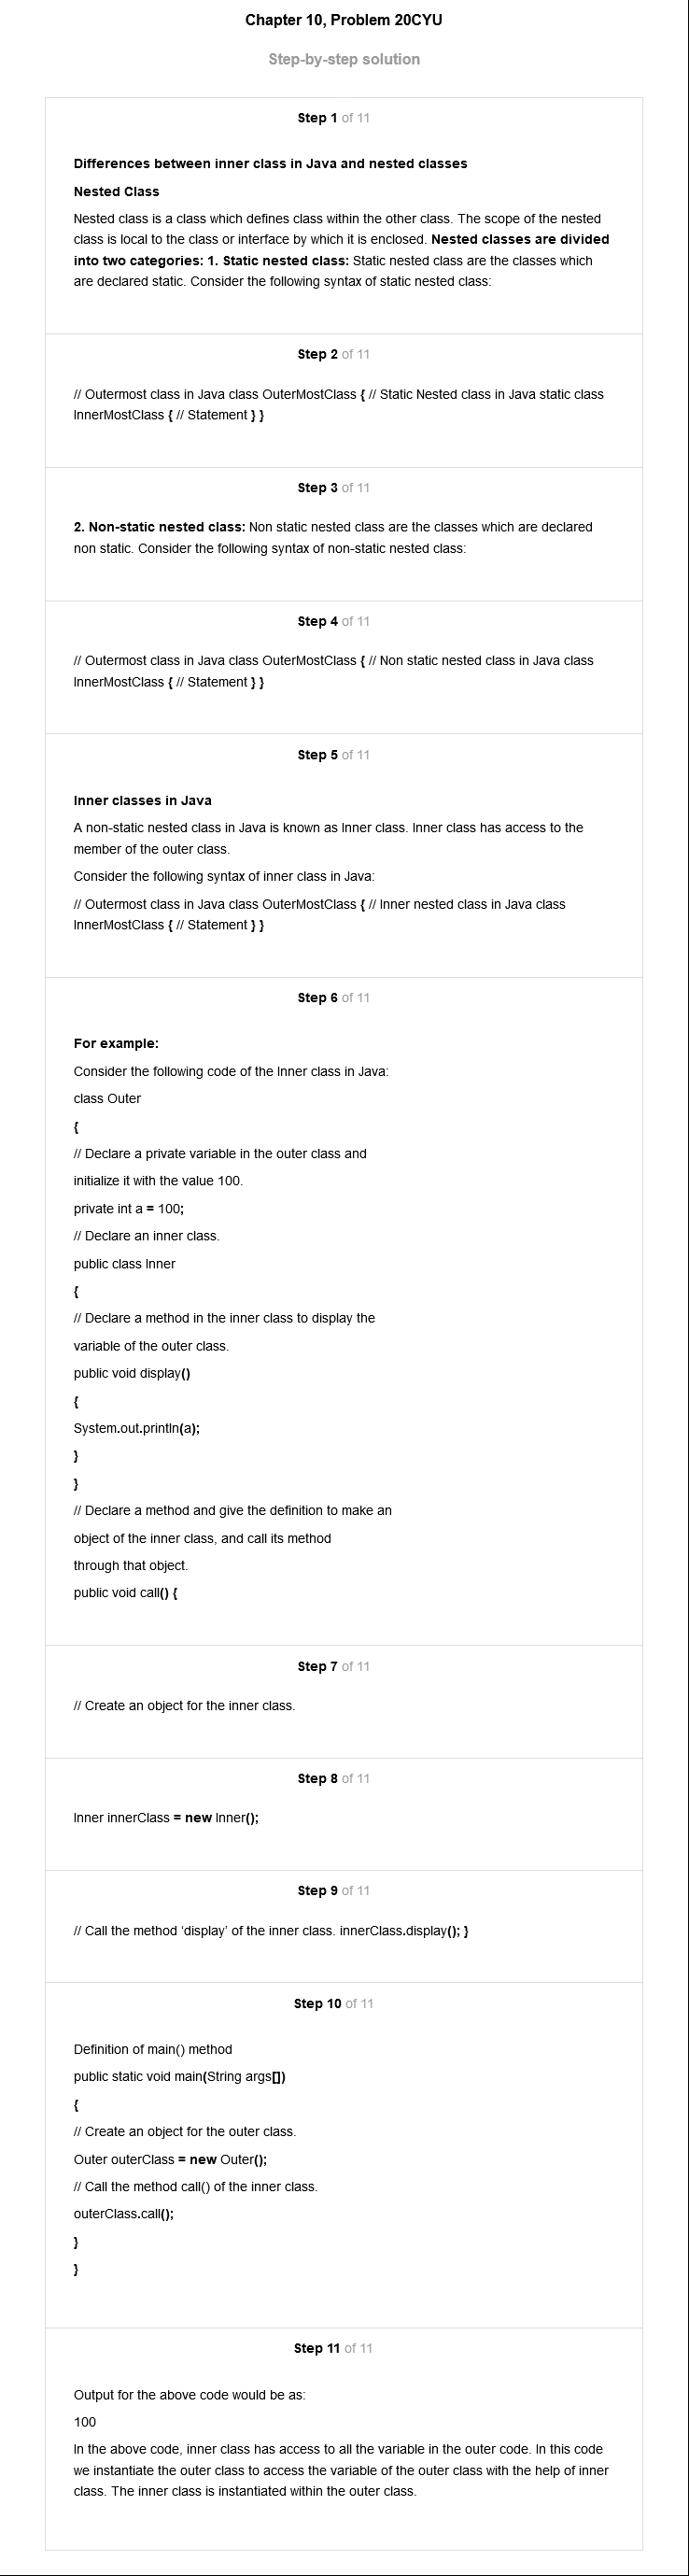 Chapter 10, Problem 20CYU
Step-by-step solution
Step 1 of 11
Differences between inner class in Java and nested classes
Nested Class
Nested class is a class which defines class within the other class. The scope of the nested
class is local to the class or interface by which it is enclosed. Nested classes are divided
into two categories: 1. Static nested class: Static nested class are the classes which
are declared static. Consider the following syntax of static nested class:
Step 2 of 11
// Outermost class in Java class OuterMostClass { // Static Nested class in Java static class
InnerMostClass { // Statement } }
Step 3 of 11
2. Non-static nested class: Non static nested class are the classes which are declared
non static. Consider the following syntax of non-static nested class:
Step 4 of 11
// Outermost class in Java class OuterMostClass { // Non static nested class in Java class
InnerMostClass { // Statement } }
Step 5 of 11
Inner classes in Java
A non-static nested class in Java is known as Inner class. Inner class has access to the
member of the outer class.
Consider the following syntax of inner class in Java:
// Outermost class in Java class OuterMostClass { // Inner nested class in Java class
InnerMostClass { // Statement } }
Step 6 of 11
For example:
Consider the following code of the Inner class in Java:
class Outer
{
// Declare a private variable in the outer class and
initialize it with the value 100.
private int a = 100;
// Declare an inner class.
public class Inner
{
// Declare a method in the inner class to display the
variable of the outer class.
public void display()
{
System.out.println(a);
}
}
// Declare a method and give the definition to make an
object of the inner class, and call its method
through that object.
public void call() {
Step 7 of 11
// Create an object for the inner class.
Step 8 of 11
Inner innerClass = new Inner();
Step 9 of 11
// Call the method ‘display’ of the inner class. innerClass.display(); }
Step 10 of 11
Definition of main() method
public static void main(String args[])
{
// Create an object for the outer class.
Outer outerClass = new Outer();
// Call the method call() of the inner class.
outerClass.call();
}
}
Step 11 of 11
Output for the above code would be as:
100
In the above code, inner class has access to all the variable in the outer code. In this code
we instantiate the outer class to access the variable of the outer class with the help of inner
class. The inner class is instantiated within the outer class.